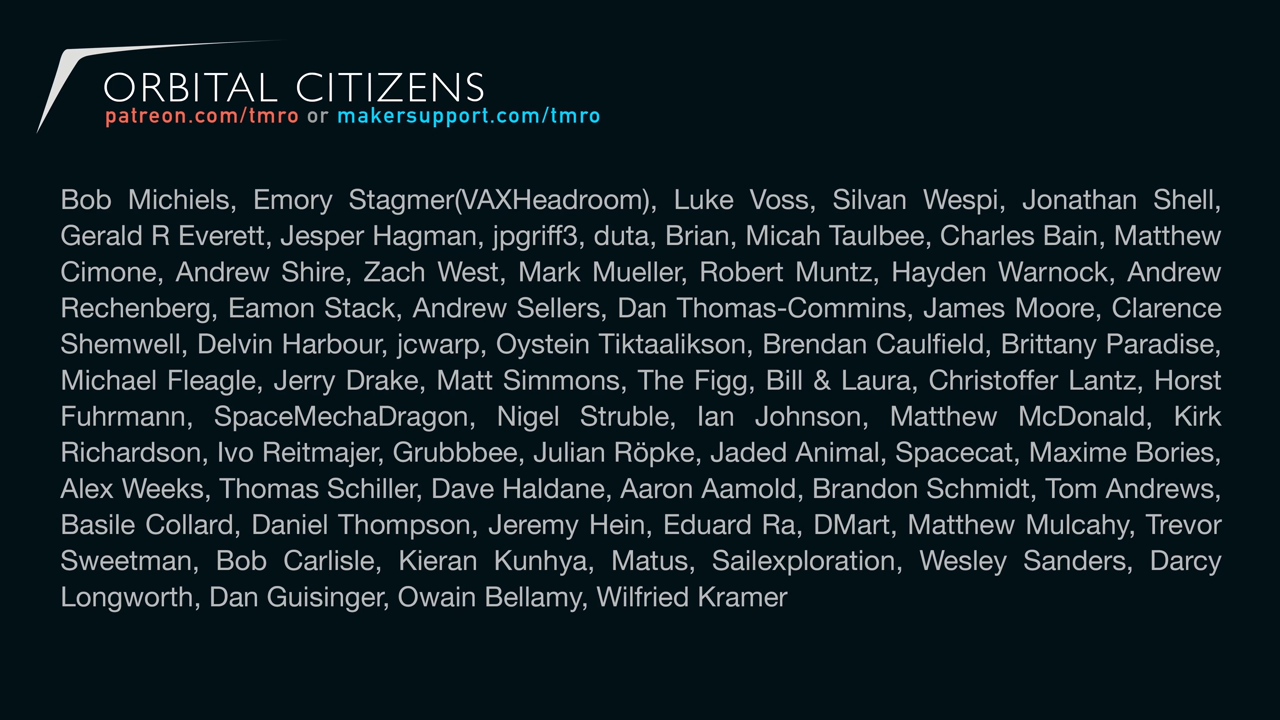 ORBITAL CITIZENS
patreon.com/tmro or makersupport.com/tmro
Bob Michiels, Emory Stagmer(VAXHeadroom), Luke Voss, Silvan Wespi, Jonathan Shell,
Gerald R Everett, Jesper Hagman, jpgriff3, duta, Brian, Micah Taulbee, Charles Bain, Matthew
Cimone, Andrew Shire, Zach West, Mark Mueller, Robert Muntz, Hayden Warnock, Andrew
Rechenberg, Eamon Stack, Andrew Sellers, Dan Thomas-Commins, James Moore, Clarence
Shemwell, Delvin Harbour, jcwarp, Oystein Tiktaalikson, Brendan Caulfield, Brittany Paradise,
Michael Fleagle, Jerry Drake, Matt Simmons, The Figg, Bill & Laura, Christoffer Lantz, Horst
Fuhrmann, SpaceMechaDragon, Nigel Struble, Ian Johnson, Matthew McDonald, Kirk
Richardson, Ivo Reitmajer, Grubbbee, Julian Röpke, Jaded Animal, Spacecat, Maxime Bories,
Alex Weeks, Thomas Schiller, Dave Haldane, Aaron Aamold, Brandon Schmidt, Tom Andrews,
Basile Collard, Daniel Thompson, Jeremy Hein, Eduard Ra, DMart, Matthew Mulcahy, Trevor
Sweetman, Bob Carlisle, Kieran Kunhya, Matus, Sailexploration, Wesley Sanders, Darcy
Longworth, Dan Guisinger, Owain Bellamy, Wilfried Kramer